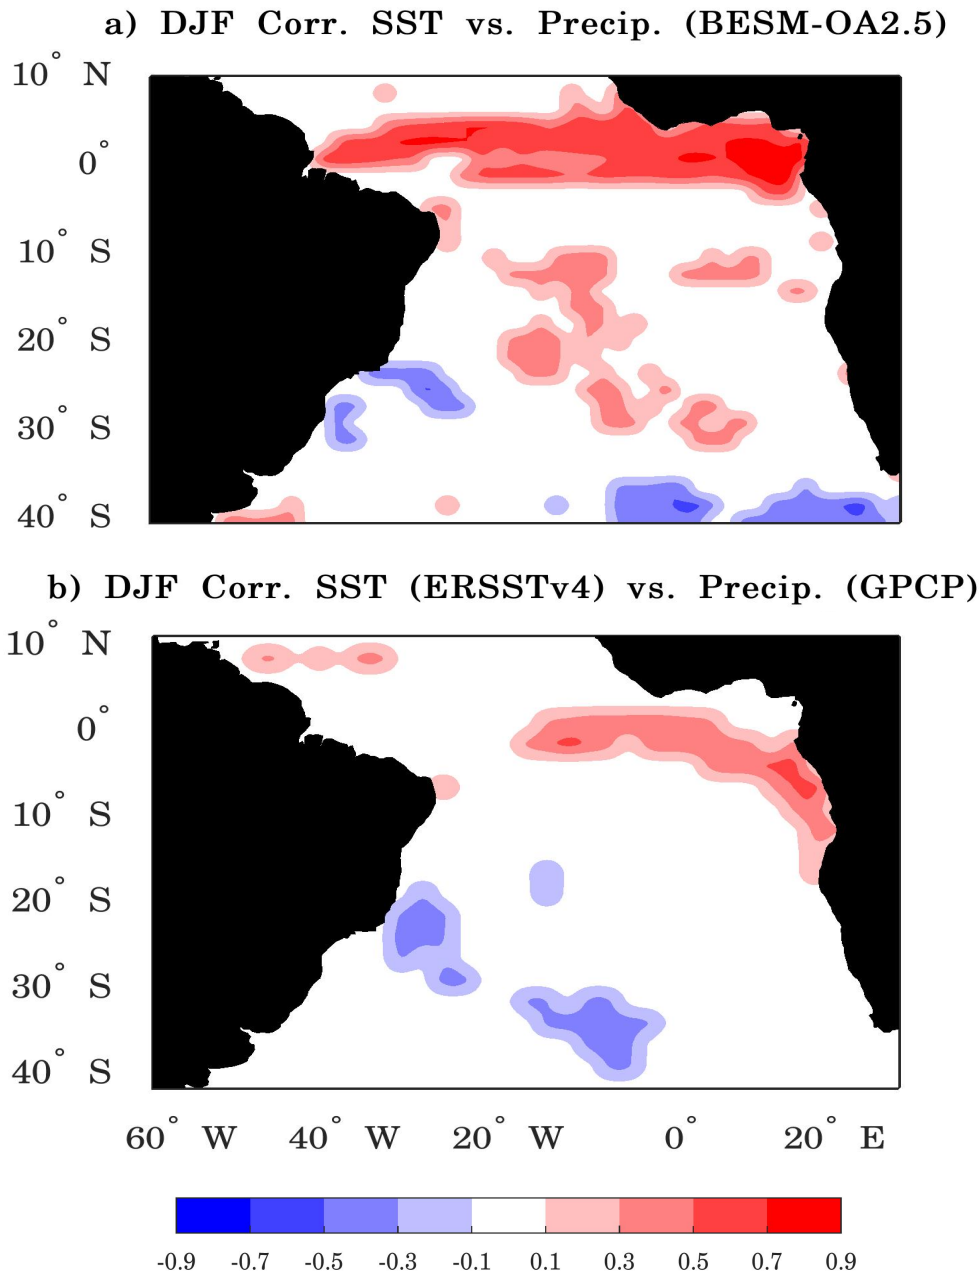 a) DJF Corr. SST vs. Precip. (BESM-OA2.5)
10° N
0°
10° S
20° S
30° S
40° S
b) DJF Corr. SST (ERSSTv4) vs. Precip. (GPCP)
10° N
0°
10° S
20° S
30° S
40° S
60° W 40° W 20° W 0° 20° E
-0.9 -0.7 -0.5 -0.3 -0.1 0.1 0.3 0.5 0.7 0.9